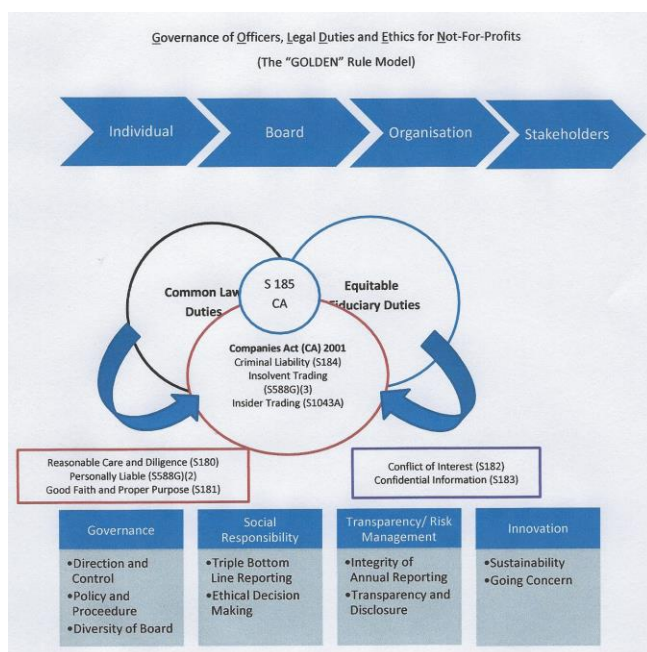 Governance of Officers, Legal Duties and Ethics for Not-For-Profits
(The "GOLDEN" Rule Model)
Individual
Board
Organisation
Stakeholders
S 185
CA
Common Law
Duties
Equitable
Fiduciary Duties
Companies Act (CA) 2001
Criminal Liability (S184)
Insolvent Trading
(S588G)(3)
Insider Trading (S1043A)
Reasonable Care and Diligence (S180)
Personally Liable (S588G)(2)
Good Faith and Proper Purpose (S181)
Conflict of Interest (S182)
Confidential Information (S183)
Governance
•Direction and
Control
•Policy and
Proceedure
•Diversity of Board
Social
Responsibility
•Triple Bottom
Line Reporting
•Ethical Decision
Making
Transparency/ Risk
Management
•Integrity of
Annual Reporting
•Transparency and
Disclosure
Innovation
•Sustainability
•Going Concern